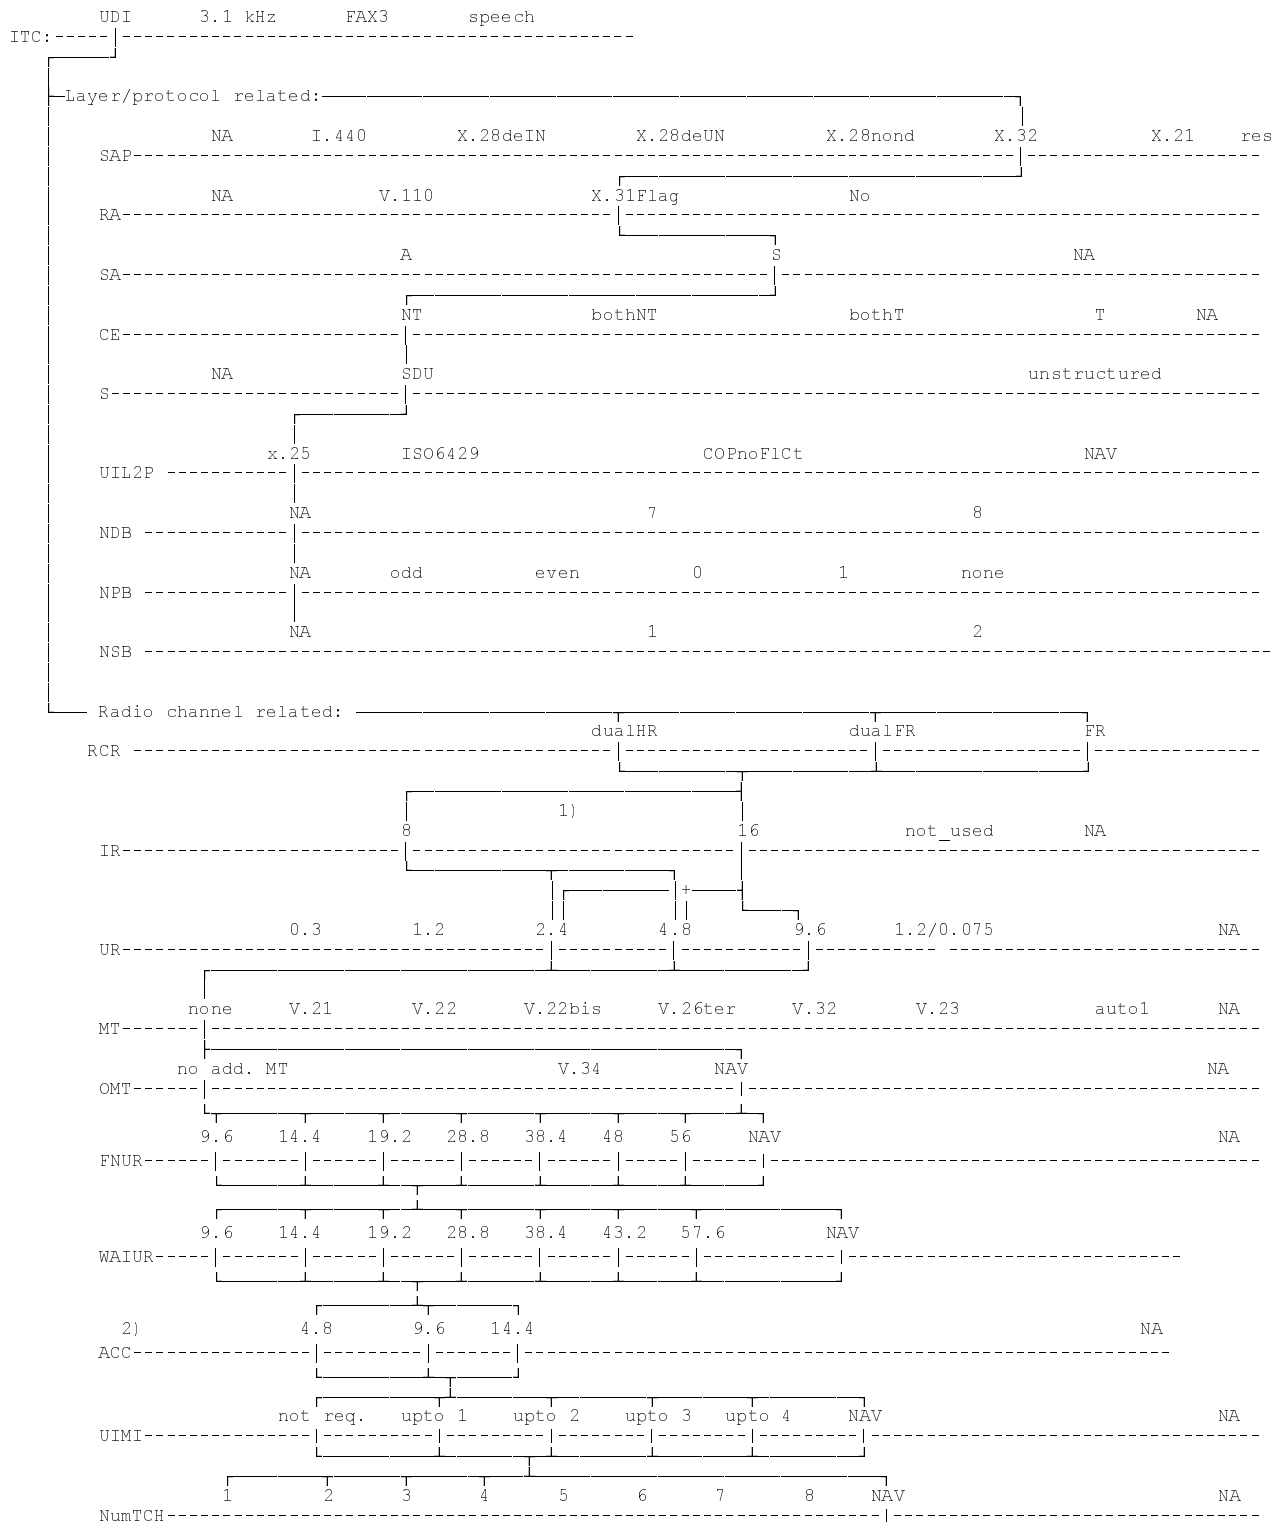 UDI 3.1 kHz FAX3 speech
ITC:
Layer/protocol related:
NA I.440 X.28deIN X.28deUN X.28nond X.32 X.21 res
SAP
NA V.110 X.31Flag No
RA
A S NA
SA
NT bothNT bothT T NA
CE
NA SDU unstructured
S
x.25 ISO6429 COPnoFlCt NAV
UIL2P
NA 7 8
NDB
NA odd even 0 1 none
NPB
NA 1 2
NSB
Radio channel related:
dualHR dualFR FR
RCR
1)
8 16 not_used NA
IR
+
0.3 1.2 2.4 4.8 9.6 1.2/0.075 NA
UR
none V.21 V.22 V.22bis V.26ter V.32 V.23 auto1 NA
MT
no add. MT V.34 NAV NA
OMT
9.6 14.4 19.2 28.8 38.4 48 56 NAV NA
FNUR
9.6 14.4 19.2 28.8 38.4 43.2 57.6 NAV
WAIUR
2) 4.8 9.6 14.4 NA
ACC
not req. upto 1 upto 2 upto 3 upto 4 NAV NA
UIMI
1 2 3 4 5 6 7 8 NAV NA
NumTCH